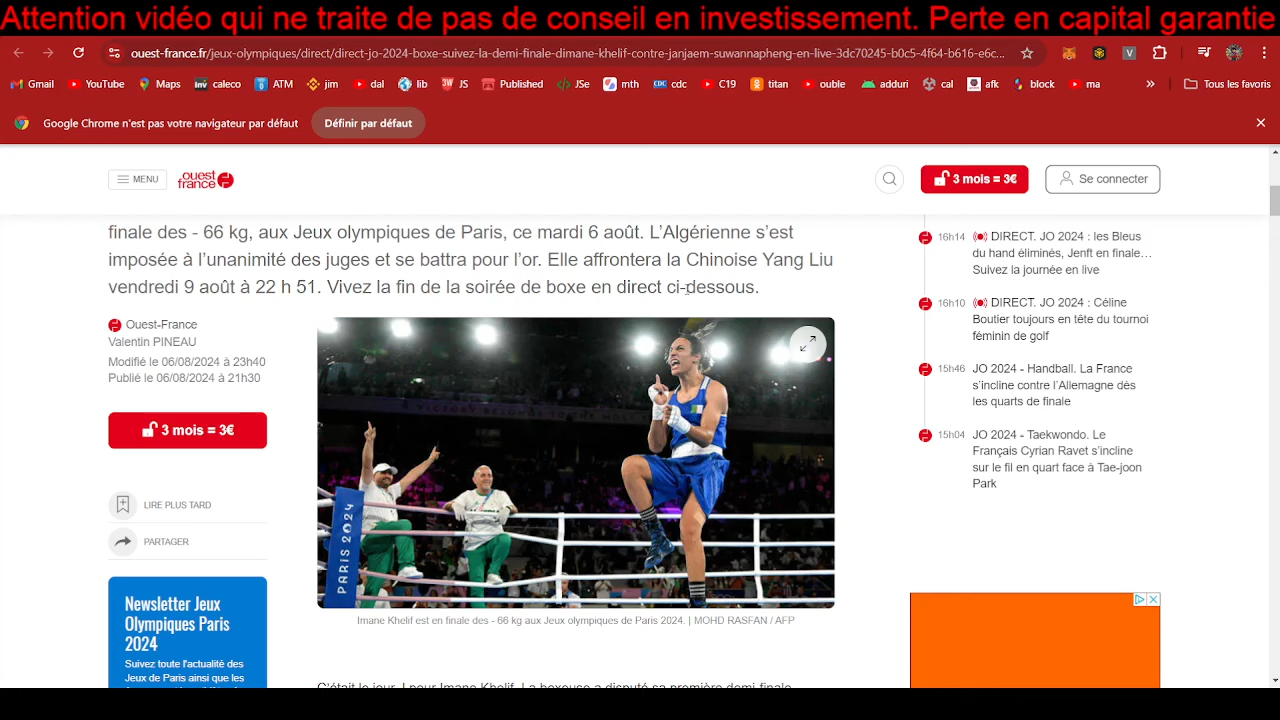 Attention vidéo qui ne traite de pas de conseil en investissement. Perte en capital garantie
ouest-france.fr/jeux-olympiques/direct/direct-jo-2024-boxe-suivez-la-demi-finale-dimane-khelif-contre-janjaem-suwannapheng-en-live-3dc70245-b0c5-4f64-b616-e6c...
Gmail YouTube Maps caleco ATM jim dal lib JS Published JSe mth cdc C19 titan ouble adduri cal afk block ma » Tous les favoris
Google Chrome n'est pas votre navigateur par défaut Définir par défaut
MENU ouest france 3 mois = 3€ Se connecter
finale des - 66 kg, aux Jeux olympiques de Paris, ce mardi 6 août. L'Algérienne s'est
imposée à l'unanimité des juges et se battra pour l'or. Elle affrontera la Chinoise Yang Liu
vendredi 9 août à 22 h 51. Vivez la fin de la soirée de boxe en direct ci-dessous.
Ouest-France
Valentin PINEAU
Modifié le 06/08/2024 à 23h40
Publié le 06/08/2024 à 21h30
3 mois = 3€
LIRE PLUS TARD
PARTAGER
Newsletter Jeux
Olympiques Paris
2024
Suivez toute l'actualité des
Jeux de Paris ainsi que les
PARIS 2024
Imane Khelif est en finale des - 66 kg aux Jeux olympiques de Paris 2024. | MOHD RASFAN / AFP
C'était le jour J pour Imane Khelif. La boxeuse a disputé sa première demi-finale
16h14 DIRECT. JO 2024 : les Bleus
du hand éliminés, Jenft en finale…
Suivez la journée en live
16h10 DIRECT. JO 2024 : Céline
Boutier toujours en tête du tournoi
féminin de golf
15h46 JO 2024 - Handball. La France
s'incline contre l'Allemagne dès
les quarts de finale
15h04 JO 2024 - Taekwondo. Le
Français Cyrian Ravet s'incline
sur le fil en quart face à Tae-joon
Park